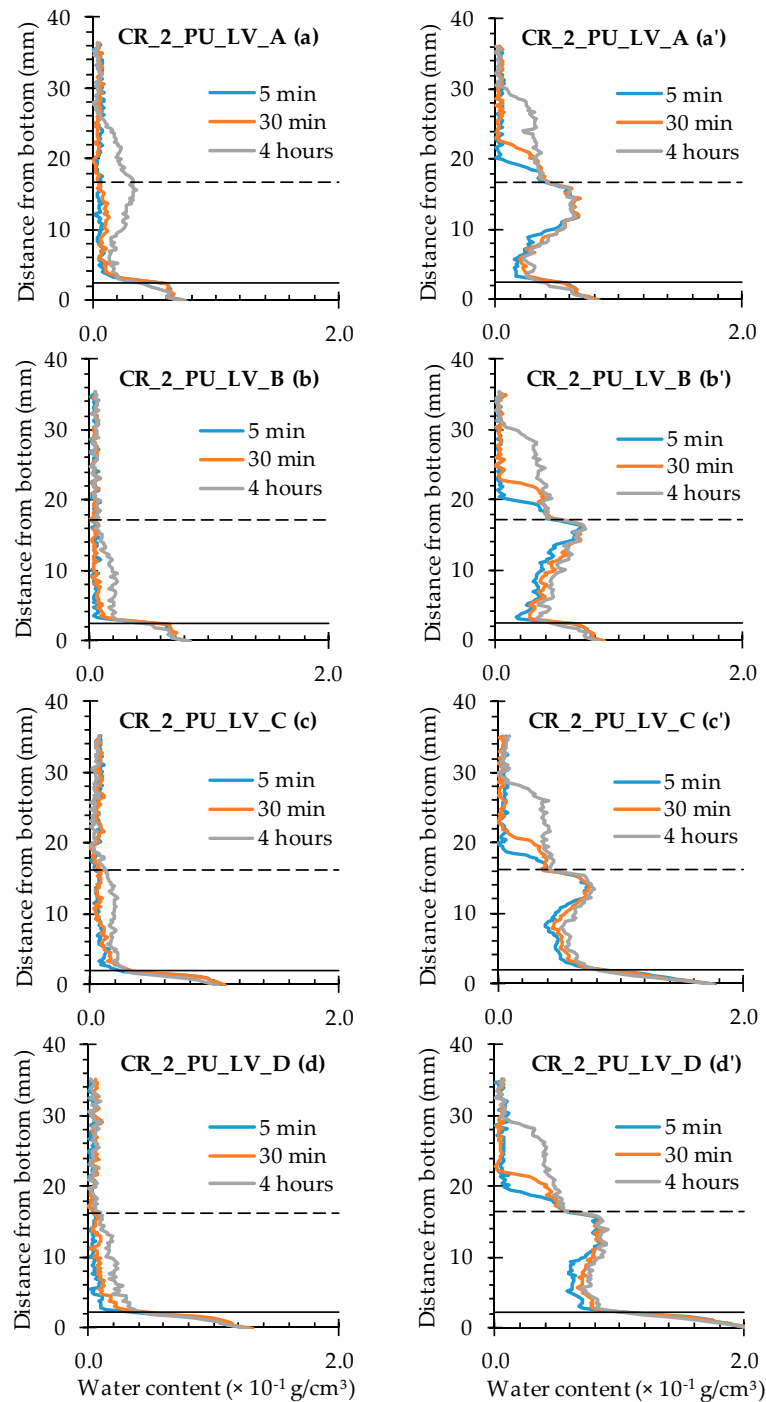 CR_2_PU_LV_A (a)
Distance from bottom (mm)
40
30
20
10
0
5 min
30 min
4 hours
0.0
2.0
CR_2_PU_LV_A (a')
Distance from bottom (mm)
40
30
20
10
0
5 min
30 min
4 hours
0.0
2.0
CR_2_PU_LV_B (b)
Distance from bottom (mm)
40
30
20
10
0
5 min
30 min
4 hours
0.0
2.0
CR_2_PU_LV_B (b')
Distance from bottom (mm)
40
30
20
10
0
5 min
30 min
4 hours
0.0
2.0
CR_2_PU_LV_C (c)
Distance from bottom (mm)
40
30
20
10
0
5 min
30 min
4 hours
0.0
2.0
CR_2_PU_LV_C (c')
Distance from bottom (mm)
40
30
20
10
0
5 min
30 min
4 hours
0.0
2.0
CR_2_PU_LV_D (d)
Distance from bottom (mm)
40
30
20
10
0
5 min
30 min
4 hours
0.0
2.0
Water content (× 10⁻¹ g/cm³)
CR_2_PU_LV_D (d')
Distance from bottom (mm)
40
30
20
10
0
5 min
30 min
4 hours
0.0
2.0
Water content (× 10⁻¹ g/cm³)